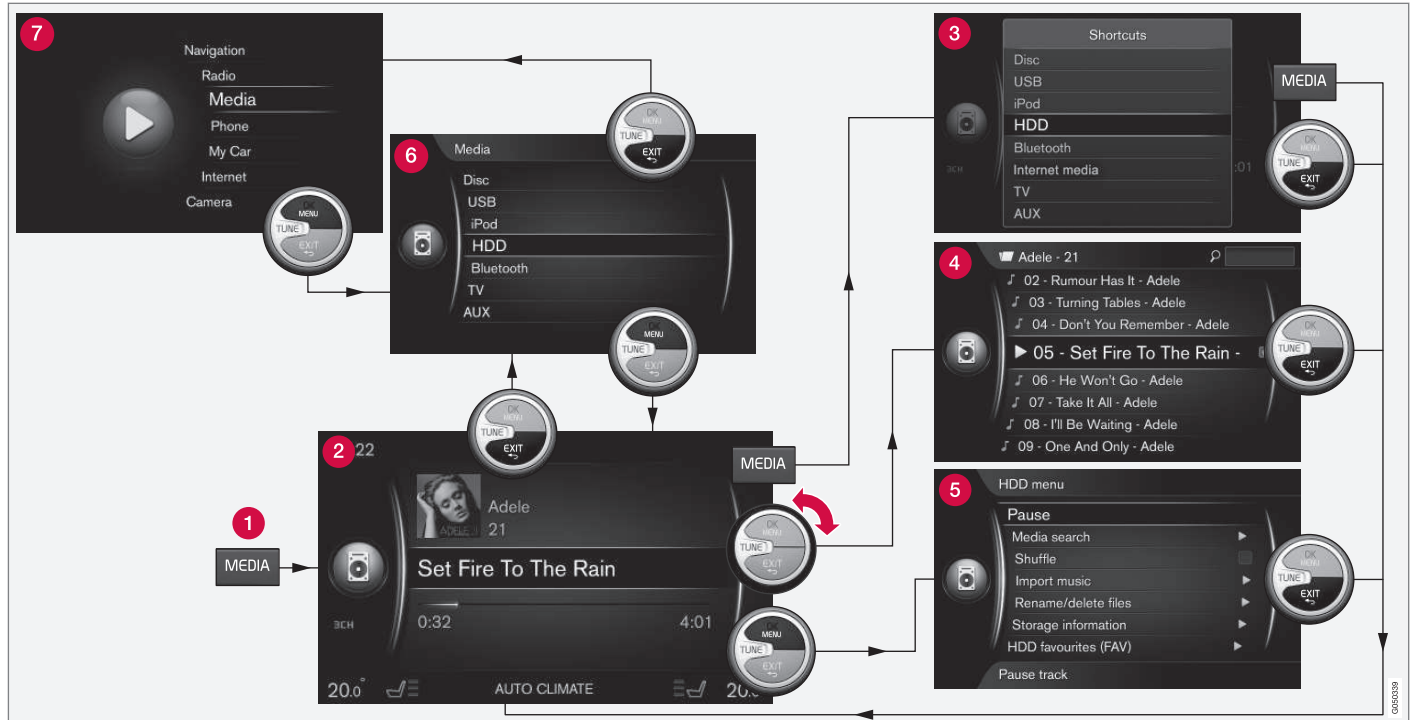 7
Navigation
Radio
Media
Phone
My Car
Internet
Camera
OK
MENU
TUNE
EXIT
OK
MENU
TUNE
EXIT
6
Media
Disc
USB
iPod
HDD
Bluetooth
TV
AUX
OK
MENU
TUNE
EXIT
OK
MENU
TUNE
EXIT
3
Shortcuts
Disc
USB
iPod
HDD
Bluetooth
Internet media
TV
AUX
:01
3CH
MEDIA
OK
MENU
TUNE
EXIT
4
Adele - 21
02 - Rumour Has It - Adele
03 - Turning Tables - Adele
04 - Don't You Remember - Adele
05 - Set Fire To The Rain -
06 - He Won't Go - Adele
07 - Take It All - Adele
08 - I'll Be Waiting - Adele
09 - One And Only - Adele
OK
MENU
TUNE
EXIT
1
MEDIA
2
22
ADELE 21
Adele
21
Set Fire To The Rain
0:32
4:01
3CH
20.0°
AUTO CLIMATE
MEDIA
OK
MENU
TUNE
EXIT
OK
MENU
TUNE
EXIT
5
HDD menu
Pause
Media search
Shuffle
Import music
Rename/delete files
Storage information
HDD favourites (FAV)
Pause track
OK
MENU
TUNE
EXIT
G050339